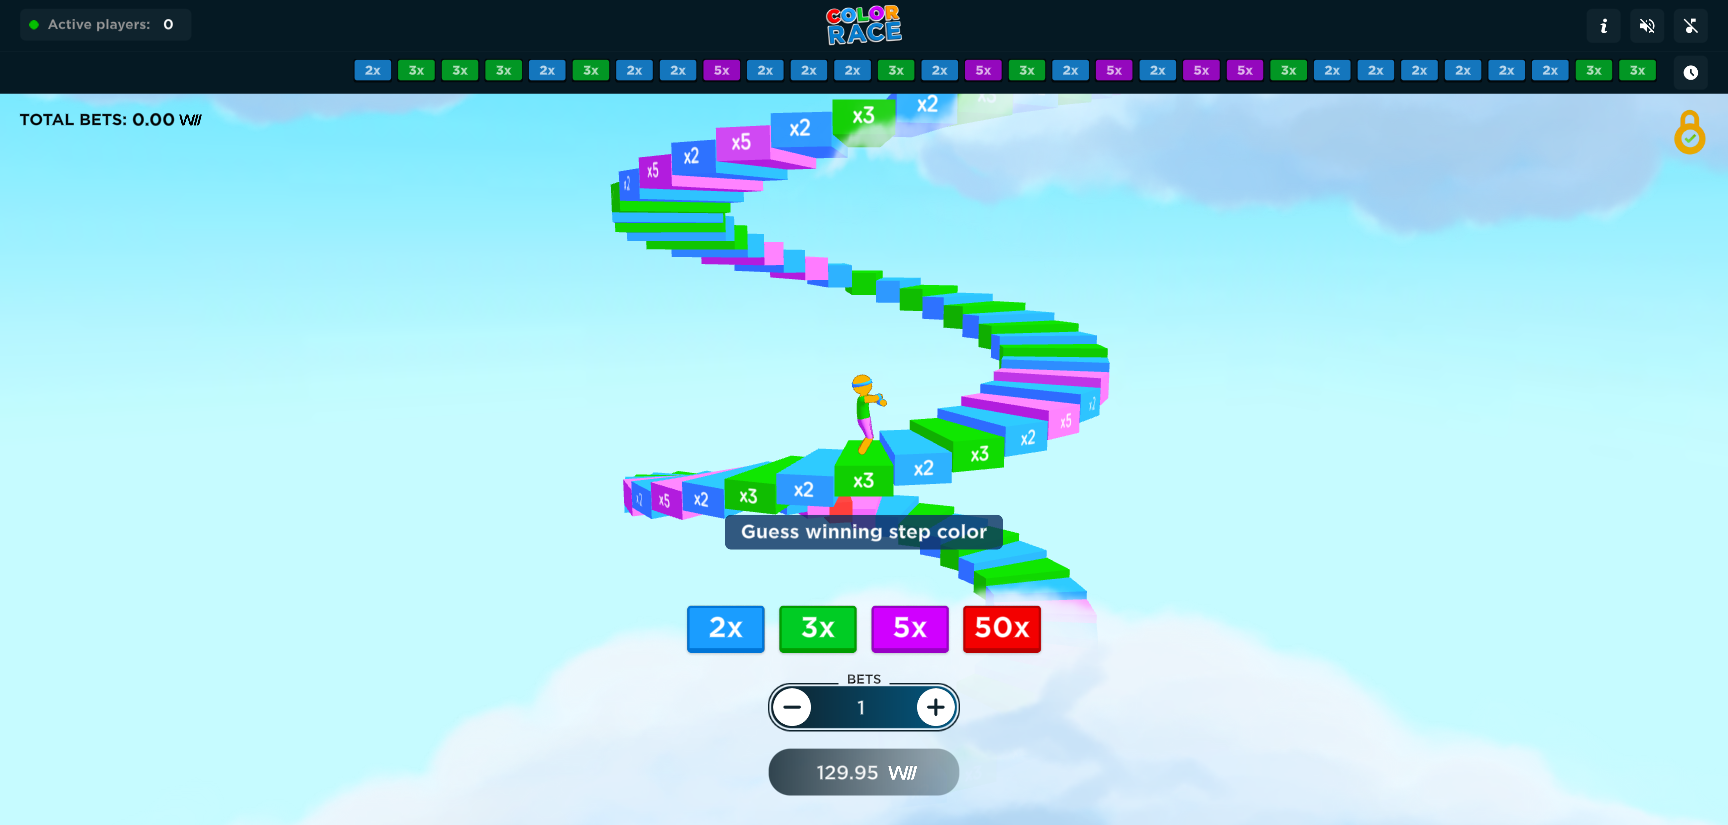 Active players: 0
COLOR
RACE
i
2x 3x 3x 3x 2x 3x 2x 2x 5x 2x 2x 2x 3x 2x 5x 3x 2x 5x 2x 5x 5x 3x 2x 2x 2x 2x 2x 2x 3x 3x
TOTAL BETS: 0.00
x2 x5 x2 x5 x2 x3 x2 x3
x2
x5
x2
x3
x2
x3
x2
x3
x2
x5
x2
Guess winning step color
2x 3x 5x 50x
BETS
− 1 +
129.95